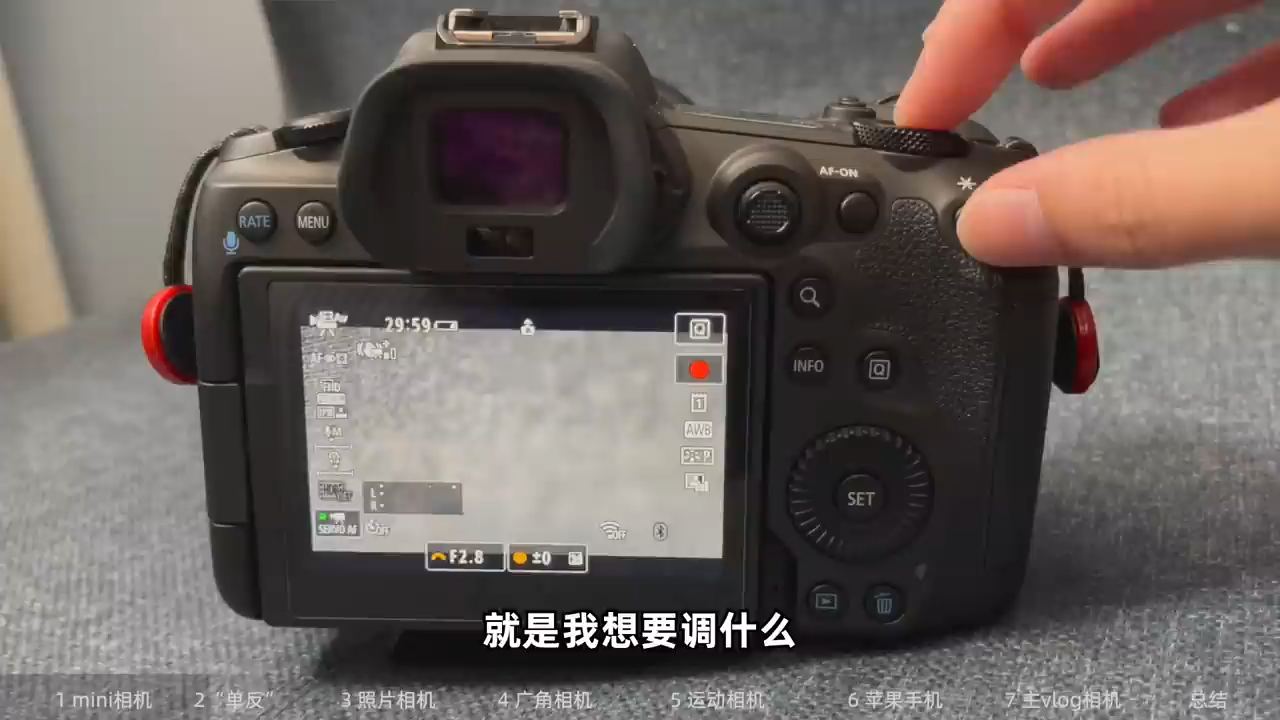 AF-ON
RATE
MENU
INFO
Q
SET
29:59
Q
1
AWB
L
R
SERVO AF
OFF
OFF
F2.8
±0
就是我想要调什么
1 mini相机
2 “单反”
3 照片相机
4 广角相机
5 运动相机
6 苹果手机
7 主vlog相机
总结